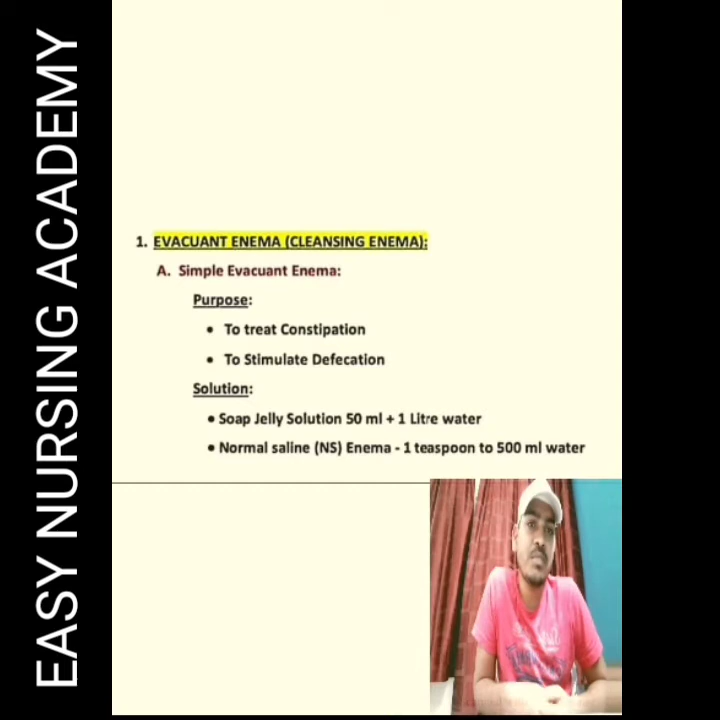 EASY NURSING ACADEMY
1. EVACUANT ENEMA (CLEANSING ENEMA):
A. Simple Evacuant Enema:
Purpose:
• To treat Constipation
• To Stimulate Defecation
Solution:
• Soap Jelly Solution 50 ml + 1 Litre water
• Normal saline (NS) Enema - 1 teaspoon to 500 ml water